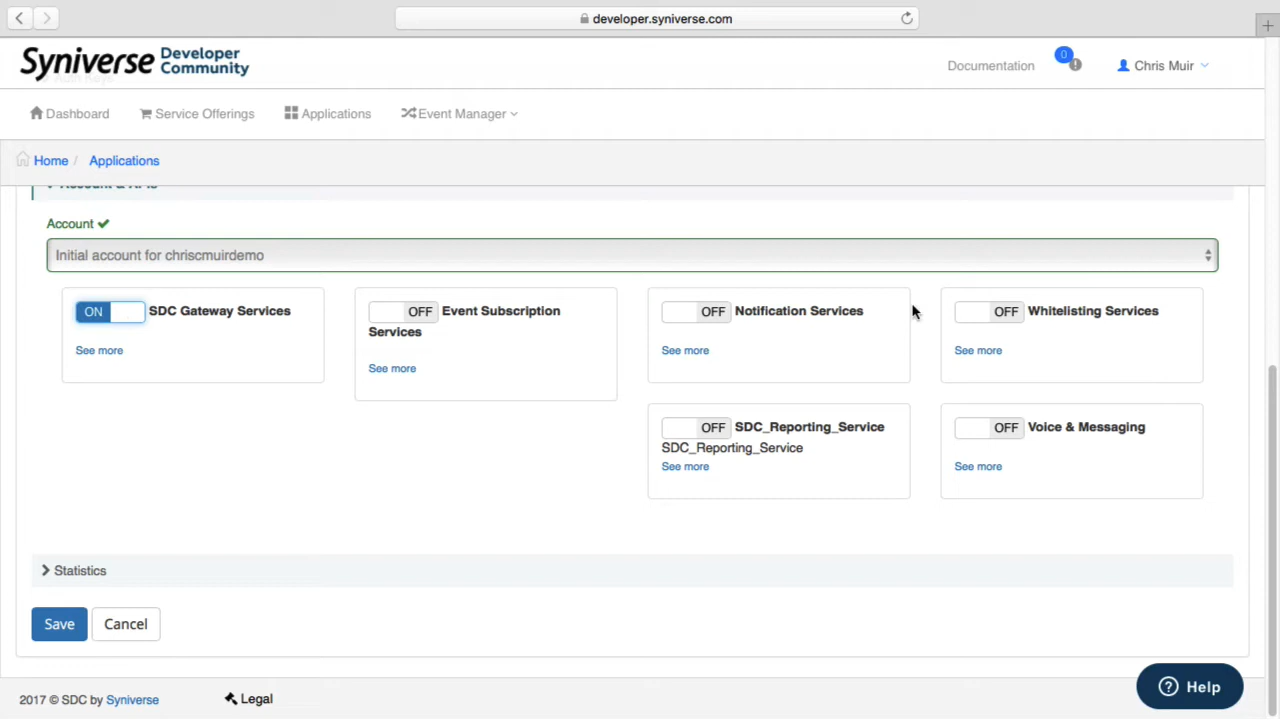 developer.syniverse.com
Syniverse Developer Community
Documentation
0
Chris Muir
Dashboard
Service Offerings
Applications
Event Manager
Home / Applications
Account
Initial account for chriscmuirdemo
ON SDC Gateway Services
See more
OFF Event Subscription
Services
See more
OFF Notification Services
See more
OFF Whitelisting Services
See more
OFF SDC_Reporting_Service
SDC_Reporting_Service
See more
OFF Voice & Messaging
See more
Statistics
Save
Cancel
2017 © SDC by Syniverse
Legal
? Help